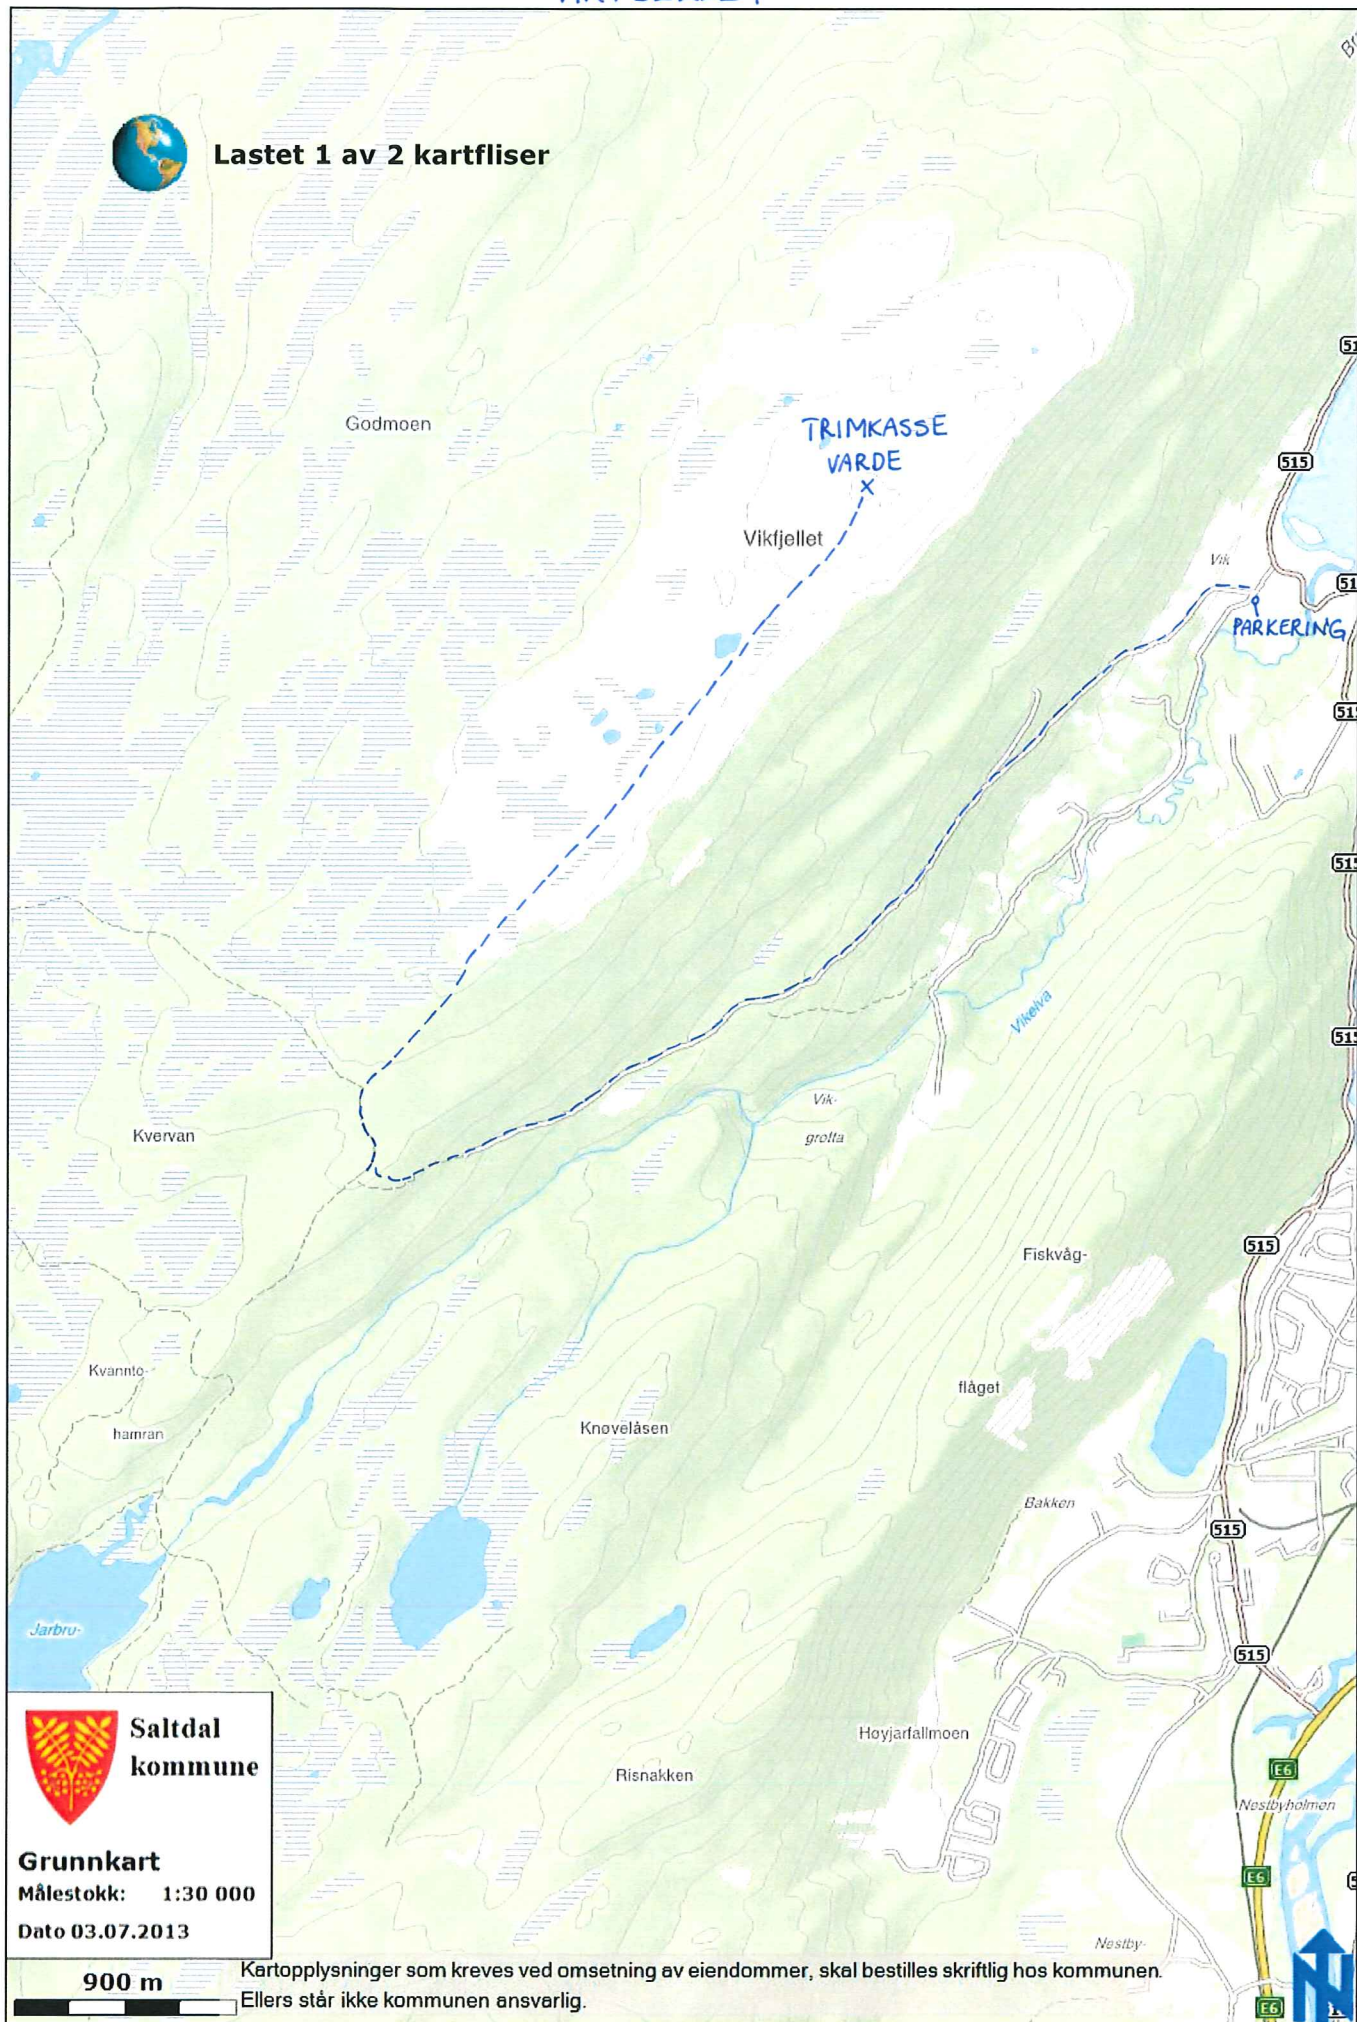 Lastet 1 av 2 kartfliser
Godmoen
TRIMKASSE
VARDE
Vikfjellet
515
Vik
PARKERING
515
Vikelva
Vik-
grotta
Kvervan
Fiskvåg-
515
flåget
Kvannto-
hamran
Knøvelåsen
Bakken
515
Jarbru-
515
Saltdal
kommune
Høyjarfallmoen
Risnakken
E6
Nestbyholmen
Grunnkart
Målestokk: 1:30 000
E6
Dato 03.07.2013
Nestby-
900 m
Kartopplysninger som kreves ved omsetning av eiendommer, skal bestilles skriftlig hos kommunen.
Ellers står ikke kommunen ansvarlig.
E6
N